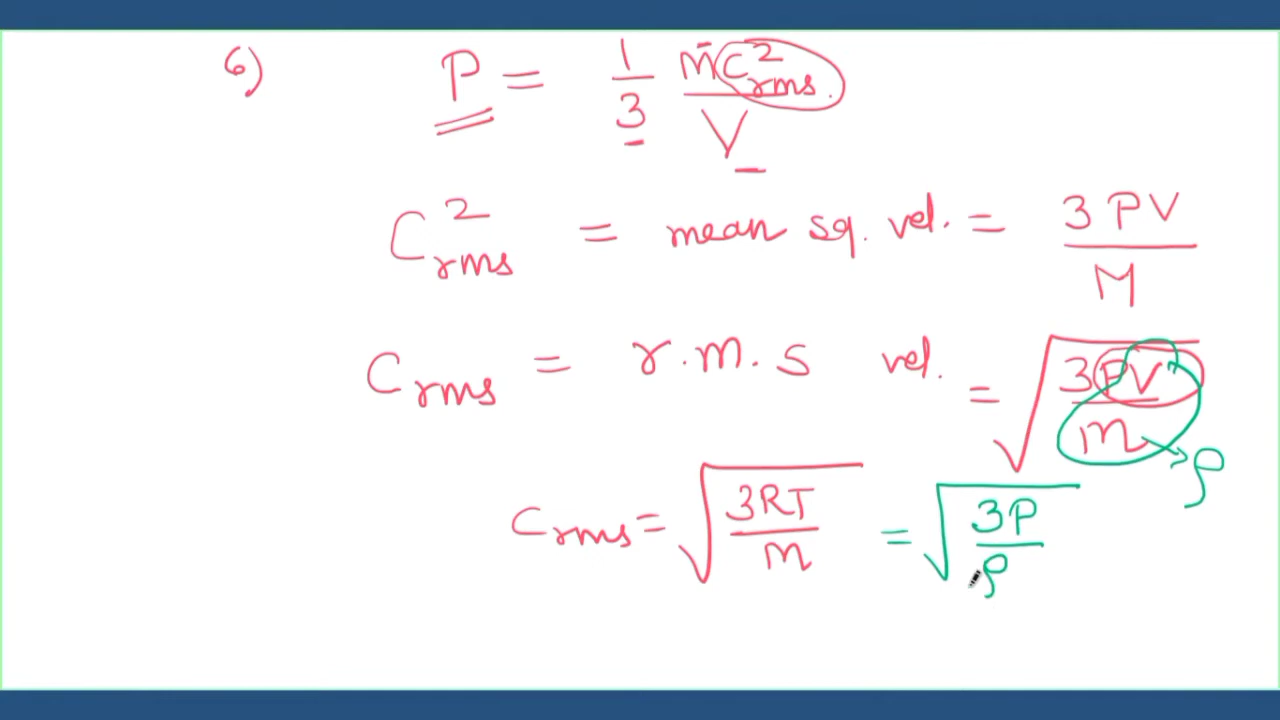 6) P = 1/3 mC²rms. / V
C²rms = mean sq. vel. = 3PV / M
Crms = r.m.s vel. = √(3PV / m) → ρ
Crms = √(3RT / m) = √(3P / ρ)